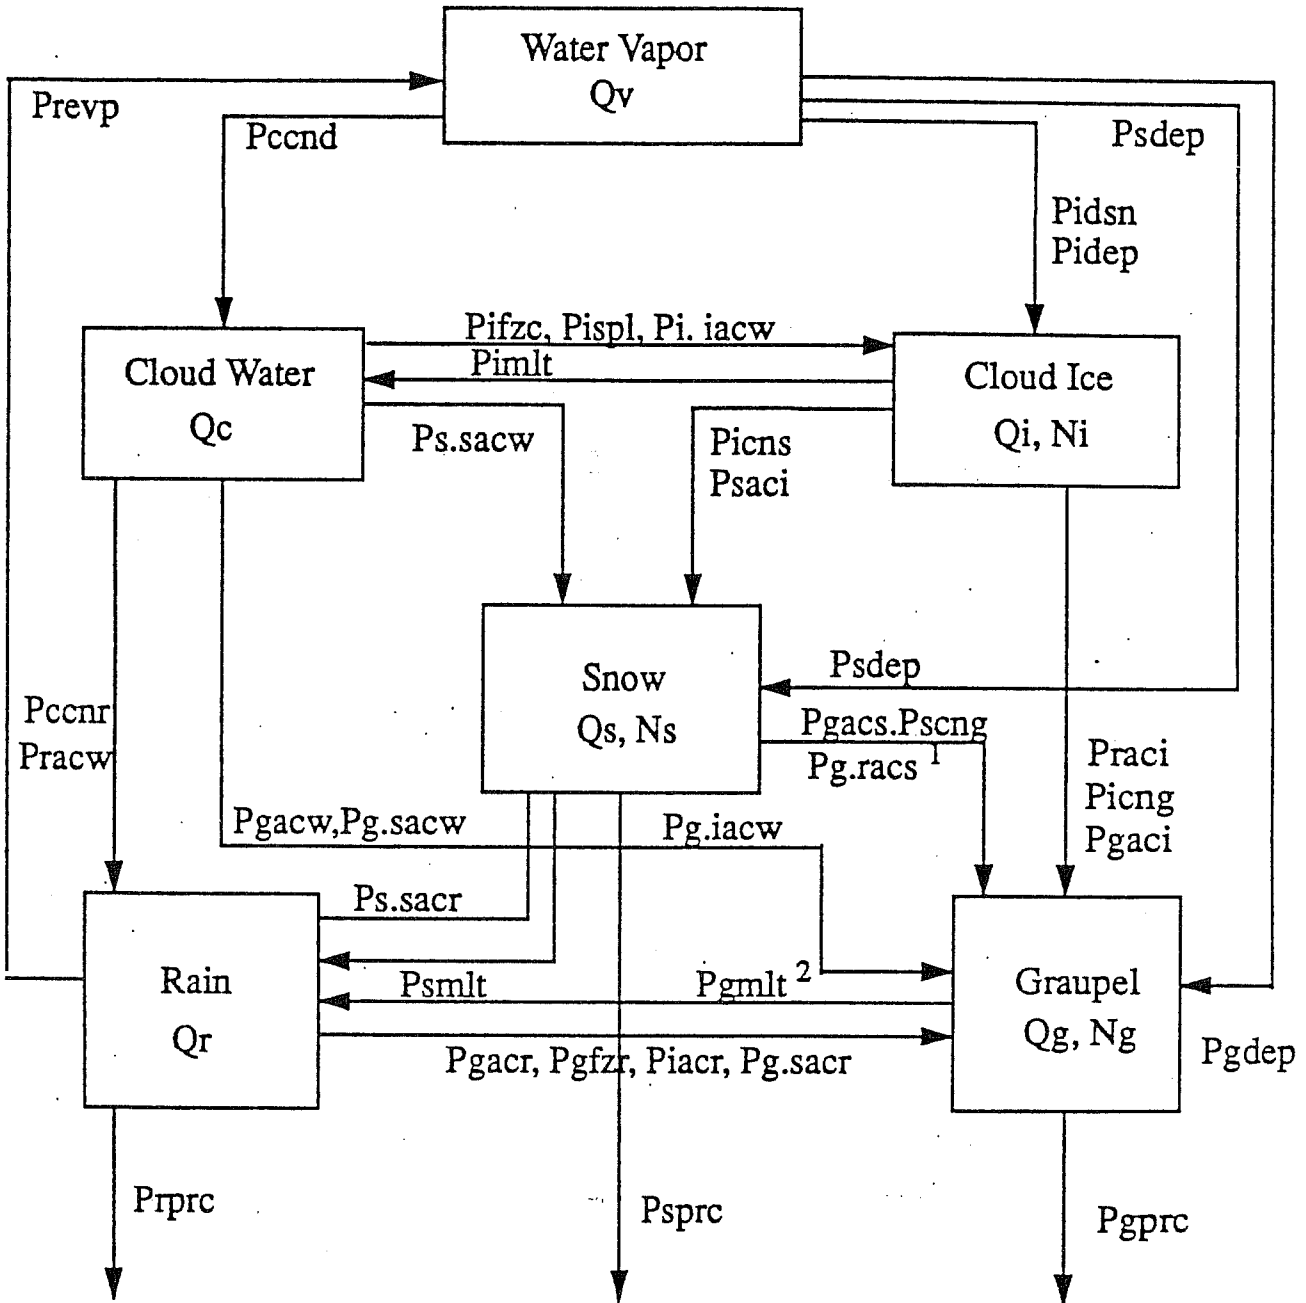 Water Vapor
Qv
Prevp
Pccnd
Psdep
Pidsn
Pidep
Pifzc, Pispl, Pi. iacw
Pimlt
Cloud Water
Qc
Cloud Ice
Qi, Ni
Ps.sacw
Picns
Psaci
Snow
Qs, Ns
Psdep
Pgacs.Pscng
Pg.racs 1
Pccnr
Pracw
Praci
Picng
Pgaci
Pgacw,Pg.sacw
Pg.iacw
Ps.sacr
Rain
Qr
Psmlt
Pgmlt 2
Graupel
Qg, Ng
Pgacr, Pgfzr, Piacr, Pg.sacr
Pgdep
Prprc
Psprc
Pgprc